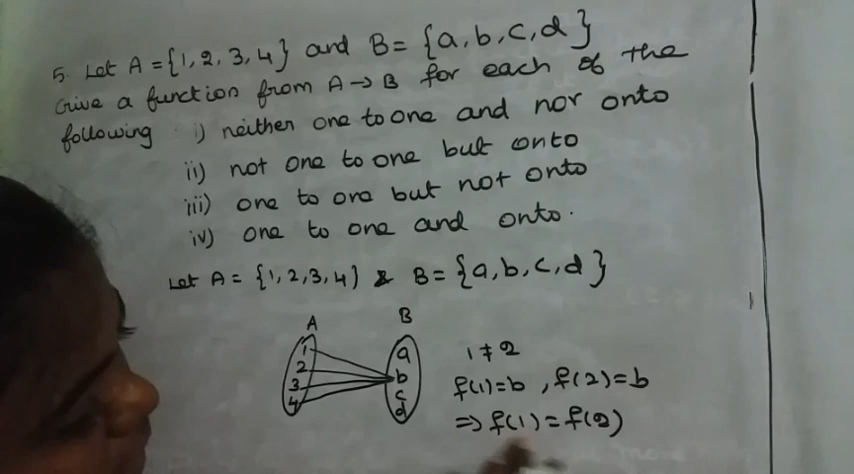 5. Let A = {1, 2, 3, 4} and B = {a, b, c, d}
Give a function from A → B for each of the
following i) neither one to one and nor onto
ii) not one to one but onto
iii) one to one but not onto
iv) one to one and onto.
Let A = {1, 2, 3, 4} & B = {a, b, c, d}
A B
1 a
2 b
3 c
4 d
1 ≠ 2
f(1) = b , f(2) = b
⇒ f(1) = f(2)